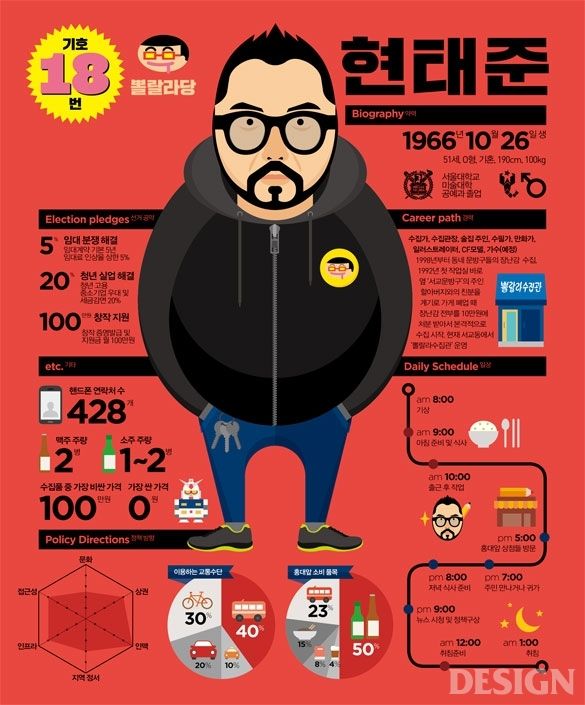 기호
18
번
뽈랄라당
현태준
Biography 약력
1966년 10월 26일 생
51세, O형, 기혼, 190cm, 100kg
서울대학교
미술대학
공예과 졸업
Election pledges 선거 공약
5% 임대 분쟁 해결
임대계약 기본 5년
임대료 인상율 상한 5%
20% 청년 실업 해결
청년 고용
중소기업 우대 및
세금감면 20%
100만원 창작 지원
창작 증명발급 및
지원금 월 100만원
Career path 경력
수집가, 수집관장, 술집 주인, 수필가, 만화가,
일러스트레이터, CF모델, 가수(예정)
1998년부터 동네 문방구들의 장난감 수집.
1992년 첫 작업실 바로
옆 '서교문방구'의 주인
할아버지와의 친분을
계기로 가게 폐업 때
장난감 전부를 10만원에
처분 받아서 본격적으로
수집 시작. 현재 서교동에서
'뽈랄라수집관' 운영
etc. 기타
핸드폰 연락처 수
428개
맥주 주량
2병
소주 주량
1~2병
수집품 중 가장 비싼 가격
100만원
가장 싼 가격
0원
Daily Schedule 일상
am 8:00
기상
am 9:00
아침 준비 및 식사
am 10:00
출근 후 작업
pm 5:00
홍대앞 상점들 방문
pm 7:00
주민 만나거나 귀가
pm 8:00
저녁 식사 준비
pm 9:00
뉴스 시청 및 정책구상
am 12:00
취침준비
am 1:00
취침
Policy Directions 정책 방향
문화
상권
인맥
지역 정서
인프라
접근성
이용하는 교통수단
30%
40%
20%
10%
홍대앞 소비 품목
23%
15%
8%
4%
50%
DESIGN